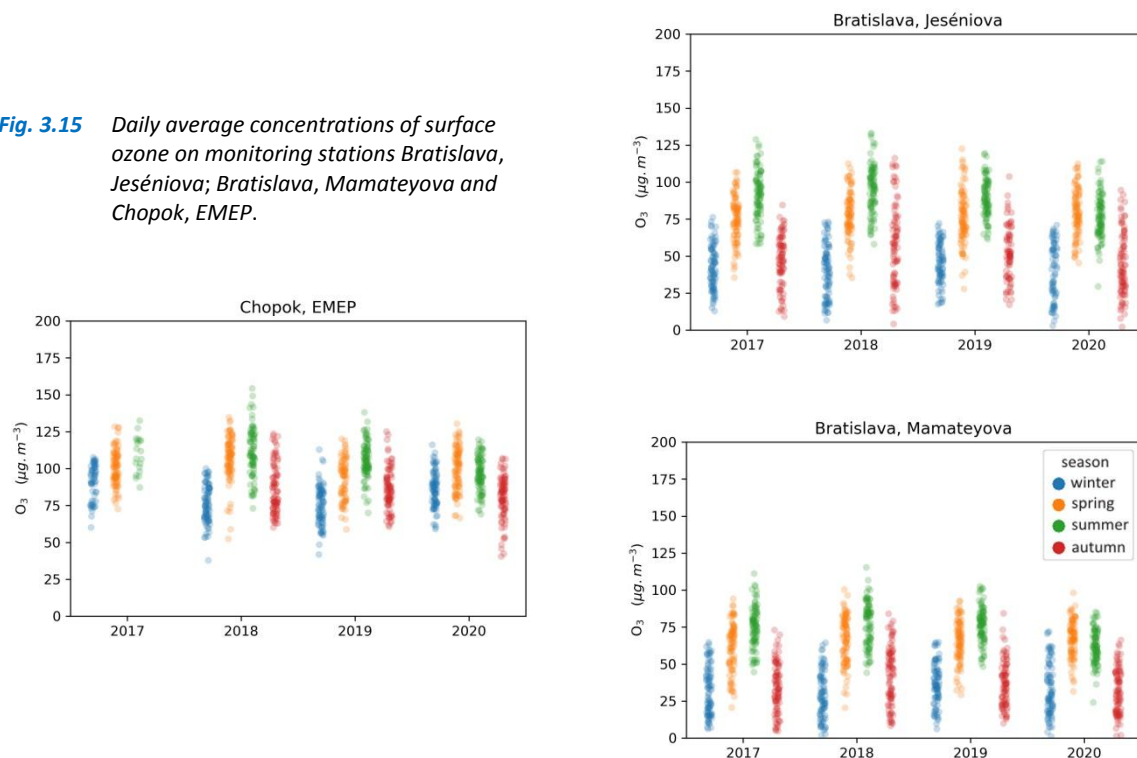 Fig. 3.15 Daily average concentrations of surface
ozone on monitoring stations Bratislava,
Jeséniova; Bratislava, Mamateyova and
Chopok, EMEP.
Bratislava, Jeséniova
200
175
150
125
100
75
50
25
0
O₃ (μg.m⁻³)
2017 2018 2019 2020
Chopok, EMEP
200
175
150
125
100
75
50
25
0
O₃ (μg.m⁻³)
2017 2018 2019 2020
Bratislava, Mamateyova
200
175
150
125
100
75
50
25
0
O₃ (μg.m⁻³)
season
winter
spring
summer
autumn
2017 2018 2019 2020